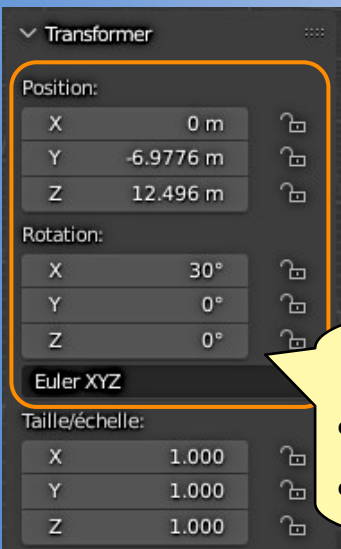 Transformer
Position:
X 0 m
Y -6.9776 m
Z 12.496 m
Rotation:
X 30°
Y 0°
Z 0°
Euler XYZ
Taille/échelle:
X 1.000
Y 1.000
Z 1.000